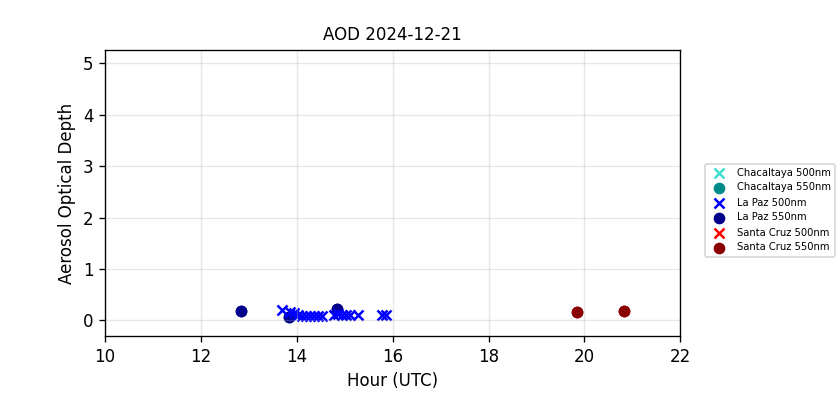 AOD 2024-12-21
Aerosol Optical Depth
5
4
3
2
1
0
10 12 14 16 18 20 22
Hour (UTC)
Chacaltaya 500nm
Chacaltaya 550nm
La Paz 500nm
La Paz 550nm
Santa Cruz 500nm
Santa Cruz 550nm